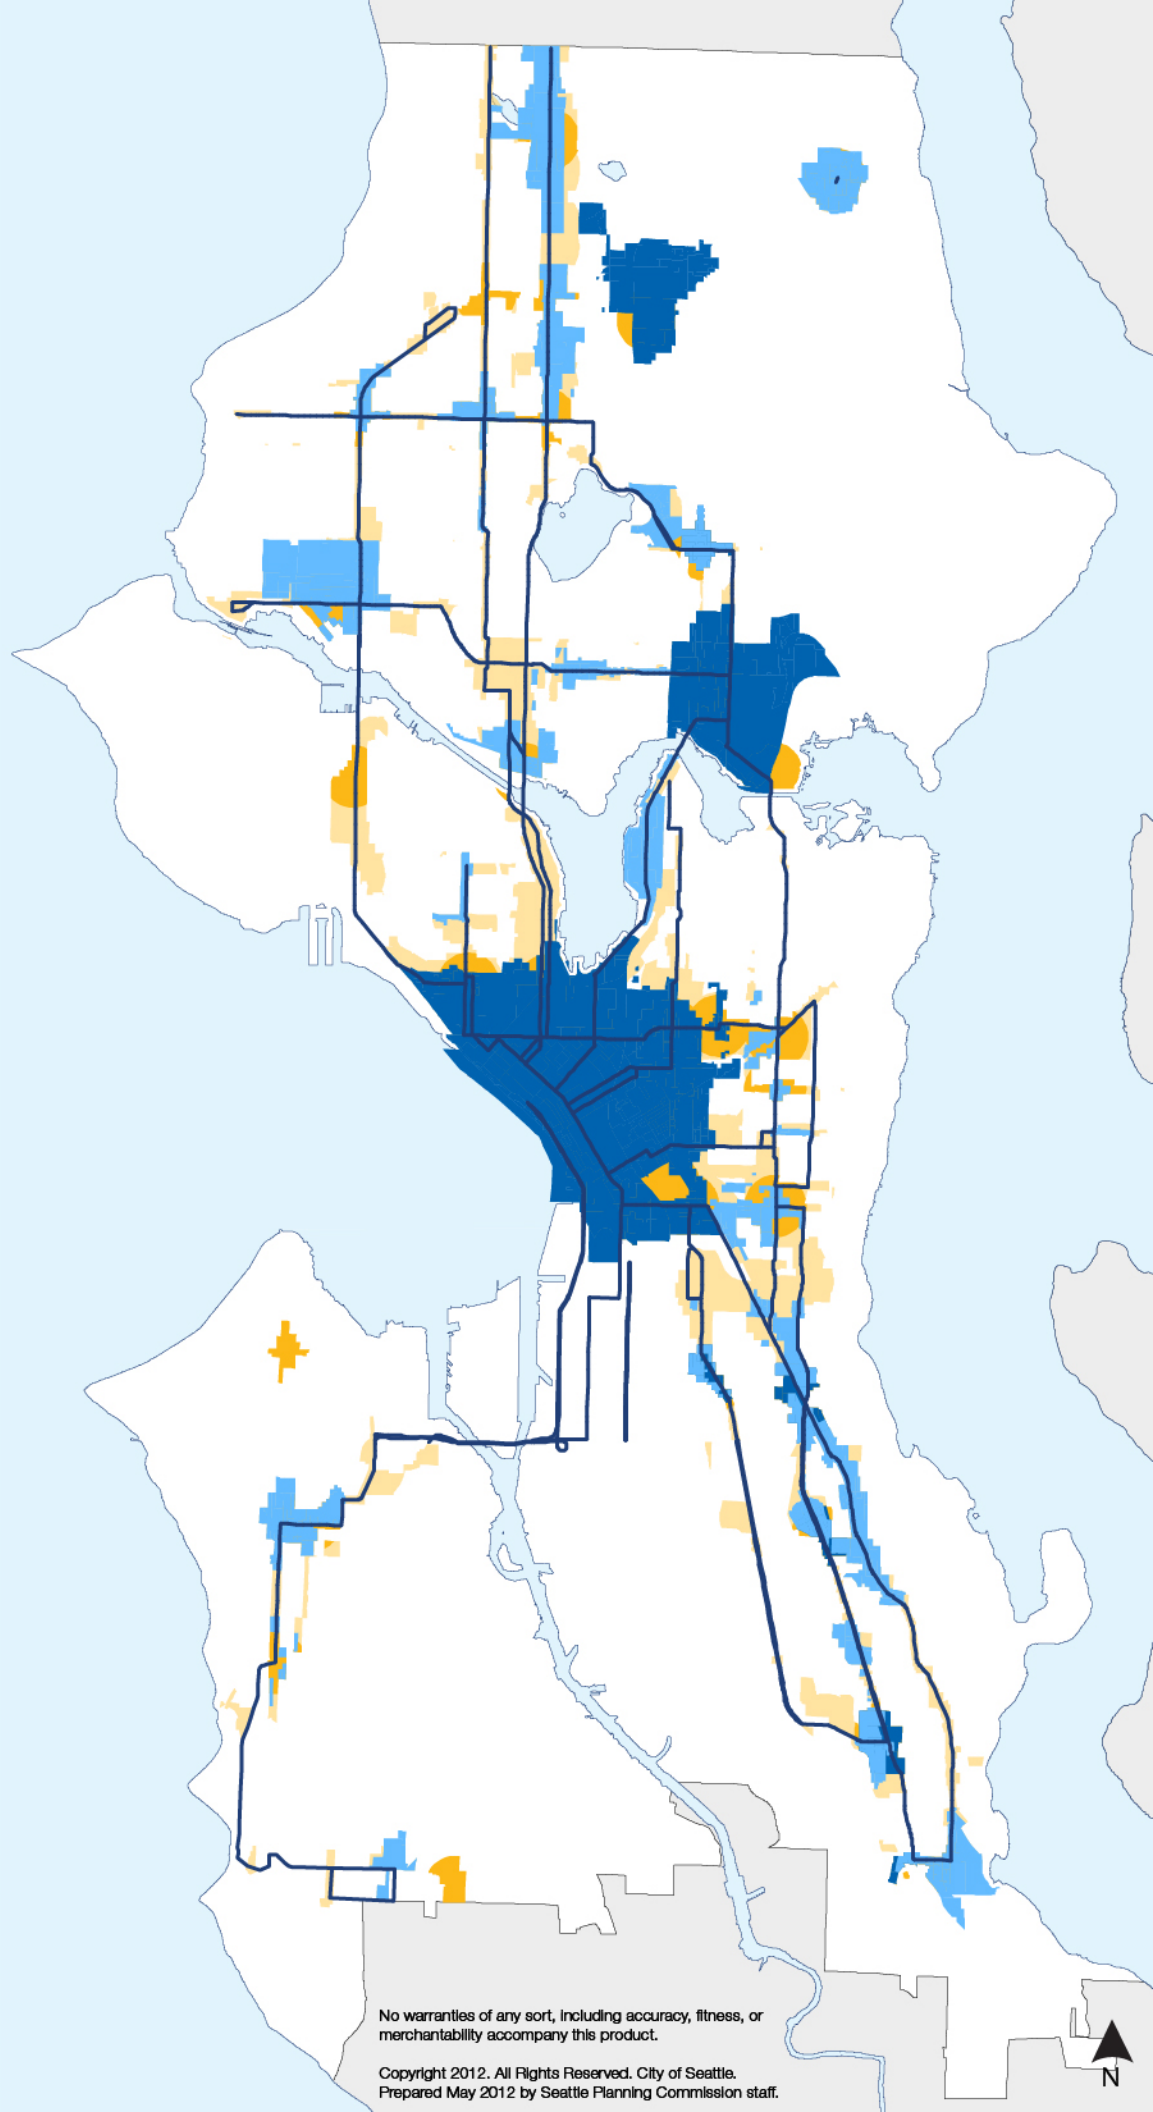 No warranties of any sort, including accuracy, fitness, or
merchantability accompany this product.
Copyright 2012. All Rights Reserved. City of Seattle.
Prepared May 2012 by Seattle Planning Commission staff.
N